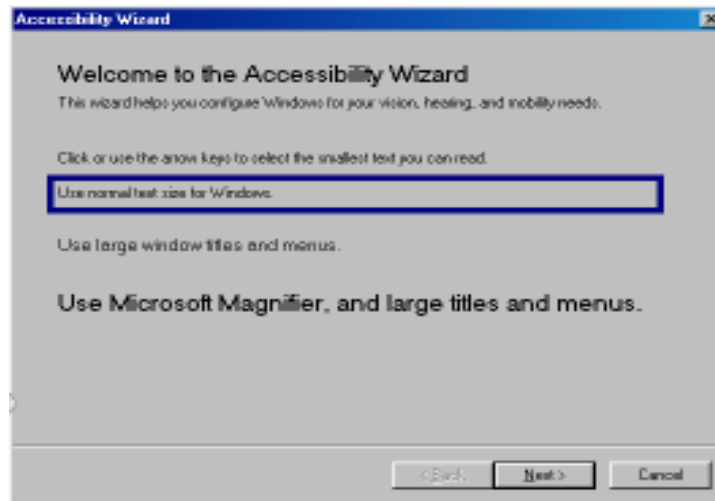 Accessibility Wizard
Welcome to the Accessibility Wizard
This wizard helps you configure Windows for your vision, hearing, and mobility needs.
Click or use the arrow keys to select the smallest text you can read.
Use normal text size for Windows.
Use large window titles and menus.
Use Microsoft Magnifier, and large titles and menus.
< Back Next > Cancel